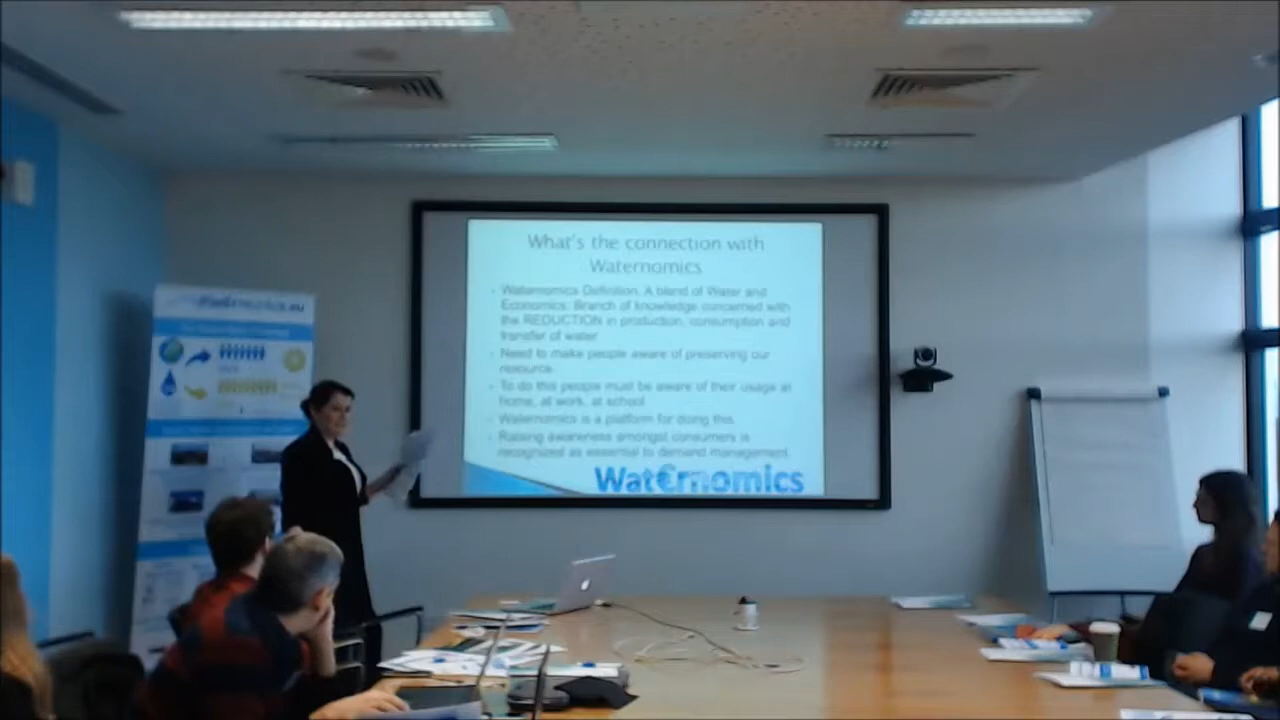 What's the connection with
Waternomics
Waternomics Definition: A blend of Water and
Economics: Branch of knowledge concerned with
the REDUCTION in production, consumption and
transfer of water
Need to make people aware of preserving our
resource.
To do this people must be aware of their usage at
home, at work, at school
Waternomics is a platform for doing this.
Raising awareness amongst consumers is
recognized as essential to demand management.
Wat€rnomics